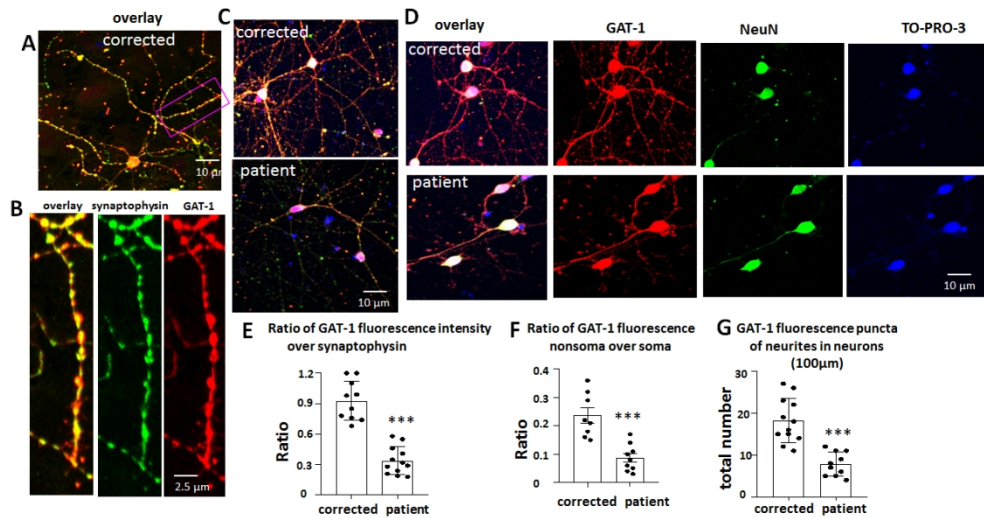 A
overlay
corrected
10 µm
B
overlay
synaptophysin
GAT-1
2.5 µm
C
corrected
patient
10 µm
D
overlay
GAT-1
NeuN
TO-PRO-3
corrected
patient
10 µm
E
Ratio of GAT-1 fluorescence intensity
over synaptophysin
Ratio
1.2
0.9
0.6
0.3
0
***
corrected
patient
F
Ratio of GAT-1 fluorescence
nonsoma over soma
Ratio
0.4
0.3
0.2
0.1
0
***
corrected
patient
G
GAT-1 fluorescence puncta
of neurites in neurons
(100µm)
total number
30
20
10
0
***
corrected
patient